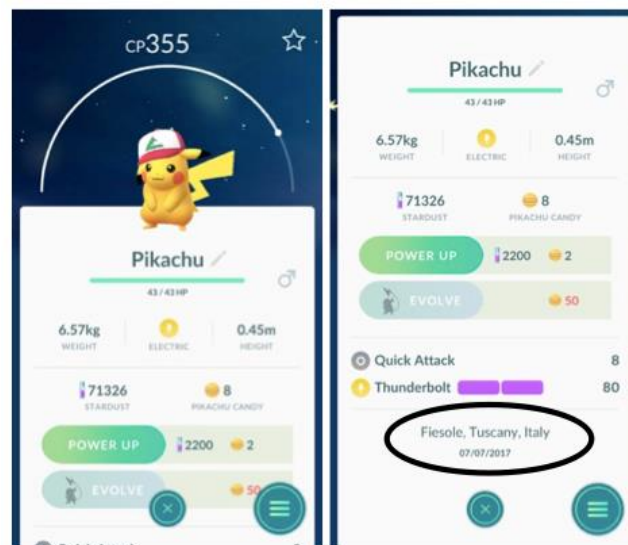 CP355
Pikachu
43 / 43 HP
6.57kg
WEIGHT
ELECTRIC
0.45m
HEIGHT
71326
STARDUST
8
PIKACHU CANDY
POWER UP
2200
2
EVOLVE
50
Pikachu
43 / 43 HP
6.57kg
WEIGHT
ELECTRIC
0.45m
HEIGHT
71326
STARDUST
8
PIKACHU CANDY
POWER UP
2200
2
EVOLVE
50
Quick Attack 8
Thunderbolt 80
Fiesole, Tuscany, Italy
07/07/2017